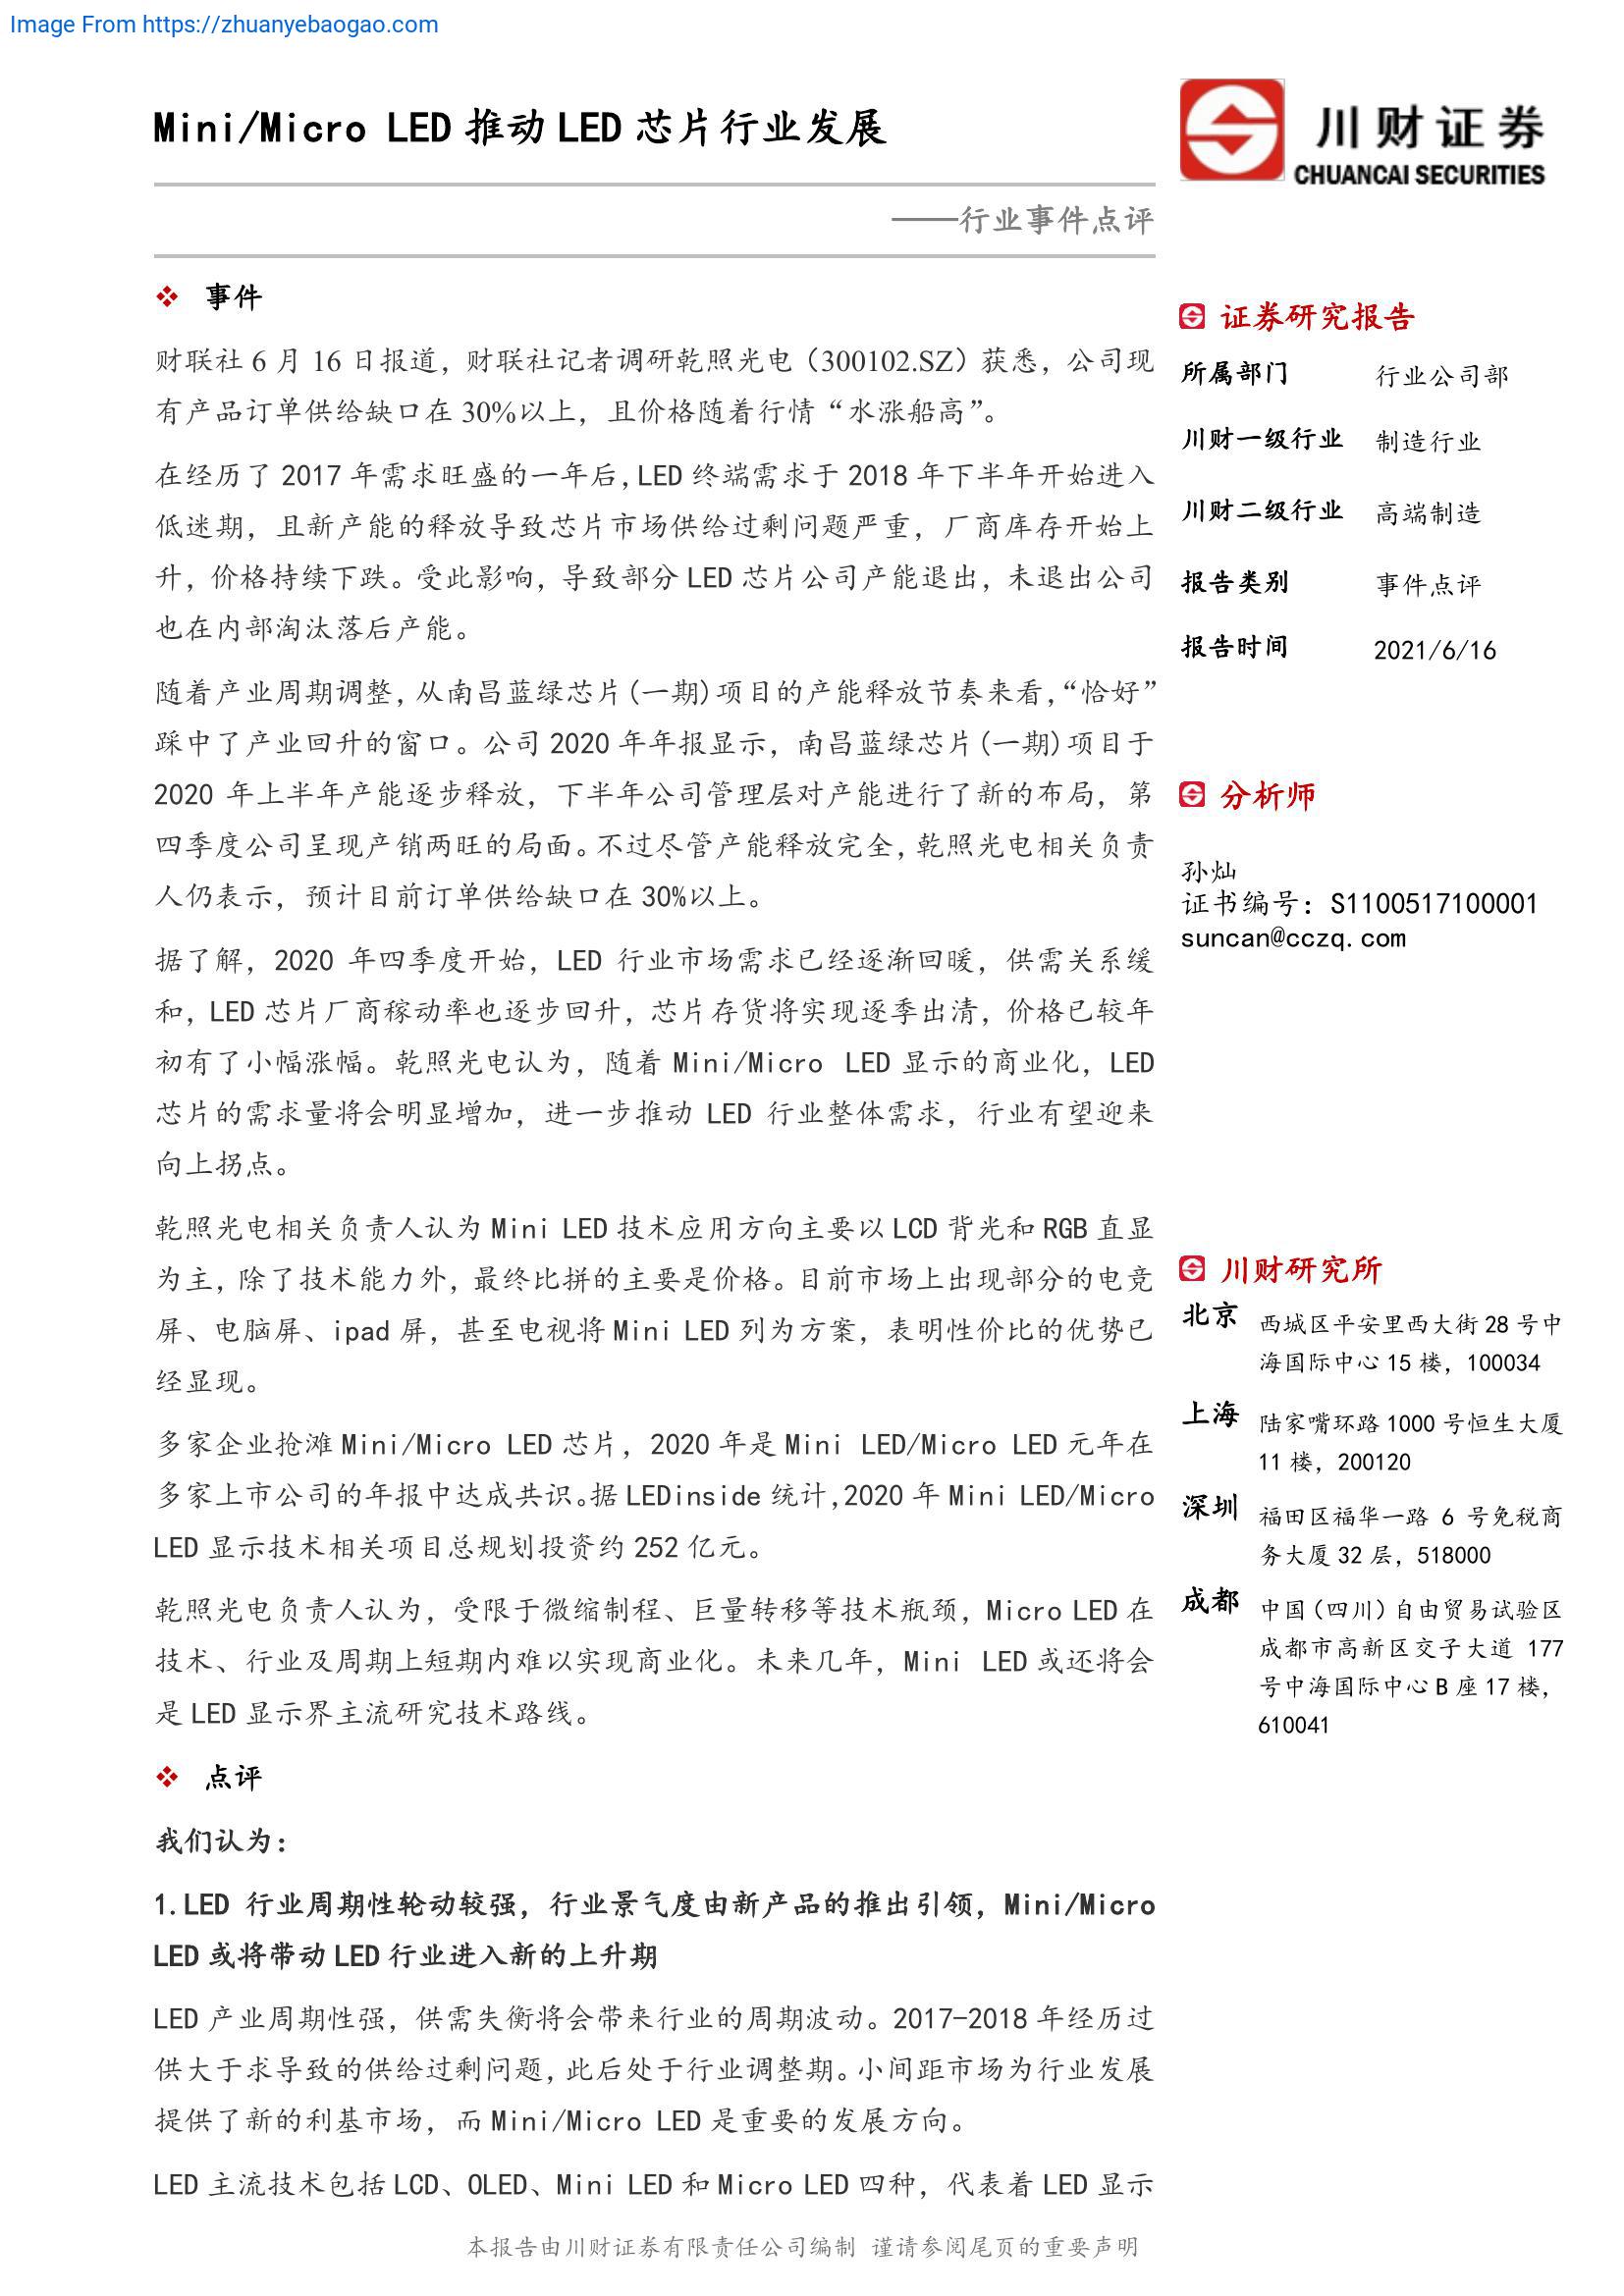 Image From https://zhuanyebaogao.com
Mini/Micro LED 推动 LED 芯片行业发展
川财证券
CHUANCAI SECURITIES
——行业事件点评
事件
财联社 6 月 16 日报道，财联社记者调研乾照光电（300102.SZ）获悉，公司现
有产品订单供给缺口在 30%以上，且价格随着行情“水涨船高”。
在经历了 2017 年需求旺盛的一年后，LED 终端需求于 2018 年下半年开始进入
低迷期，且新产能的释放导致芯片市场供给过剩问题严重，厂商库存开始上
升，价格持续下跌。受此影响，导致部分 LED 芯片公司产能退出，未退出公司
也在内部淘汰落后产能。
随着产业周期调整，从南昌蓝绿芯片(一期)项目的产能释放节奏来看，“恰好”
踩中了产业回升的窗口。公司 2020 年年报显示，南昌蓝绿芯片(一期)项目于
2020 年上半年产能逐步释放，下半年公司管理层对产能进行了新的布局，第
四季度公司呈现产销两旺的局面。不过尽管产能释放完全，乾照光电相关负责
人仍表示，预计目前订单供给缺口在 30%以上。
据了解，2020 年四季度开始，LED 行业市场需求已经逐渐回暖，供需关系缓
和，LED 芯片厂商稼动率也逐步回升，芯片存货将实现逐季出清，价格已较年
初有了小幅涨幅。乾照光电认为，随着 Mini/Micro LED 显示的商业化，LED
芯片的需求量将会明显增加，进一步推动 LED 行业整体需求，行业有望迎来
向上拐点。
乾照光电相关负责人认为 Mini LED 技术应用方向主要以 LCD 背光和 RGB 直显
为主，除了技术能力外，最终比拼的主要是价格。目前市场上出现部分的电竞
屏、电脑屏、ipad 屏，甚至电视将 Mini LED 列为方案，表明性价比的优势已
经显现。
多家企业抢滩 Mini/Micro LED 芯片，2020 年是 Mini LED/Micro LED 元年在
多家上市公司的年报中达成共识。据 LEDinside 统计，2020 年 Mini LED/Micro
LED 显示技术相关项目总规划投资约 252 亿元。
乾照光电负责人认为，受限于微缩制程、巨量转移等技术瓶颈，Micro LED 在
技术、行业及周期上短期内难以实现商业化。未来几年，Mini LED 或还将会
是 LED 显示界主流研究技术路线。
点评
我们认为：
1.LED 行业周期性轮动较强，行业景气度由新产品的推出引领，Mini/Micro
LED 或将带动 LED 行业进入新的上升期
LED 产业周期性强，供需失衡将会带来行业的周期波动。2017-2018 年经历过
供大于求导致的供给过剩问题，此后处于行业调整期。小间距市场为行业发展
提供了新的利基市场，而 Mini/Micro LED 是重要的发展方向。
LED 主流技术包括 LCD、OLED、Mini LED 和 Micro LED 四种，代表着 LED 显示
证券研究报告
所属部门 行业公司部
川财一级行业 制造行业
川财二级行业 高端制造
报告类别 事件点评
报告时间 2021/6/16
分析师
孙灿
证书编号：S1100517100001
suncan@cczq.com
川财研究所
北京 西城区平安里西大街 28 号中
海国际中心 15 楼，100034
上海 陆家嘴环路 1000 号恒生大厦
11 楼，200120
深圳 福田区福华一路 6 号免税商
务大厦 32 层，518000
成都 中国（四川）自由贸易试验区
成都市高新区交子大道 177
号中海国际中心 B 座 17 楼，
610041
本报告由川财证券有限责任公司编制 谨请参阅尾页的重要声明